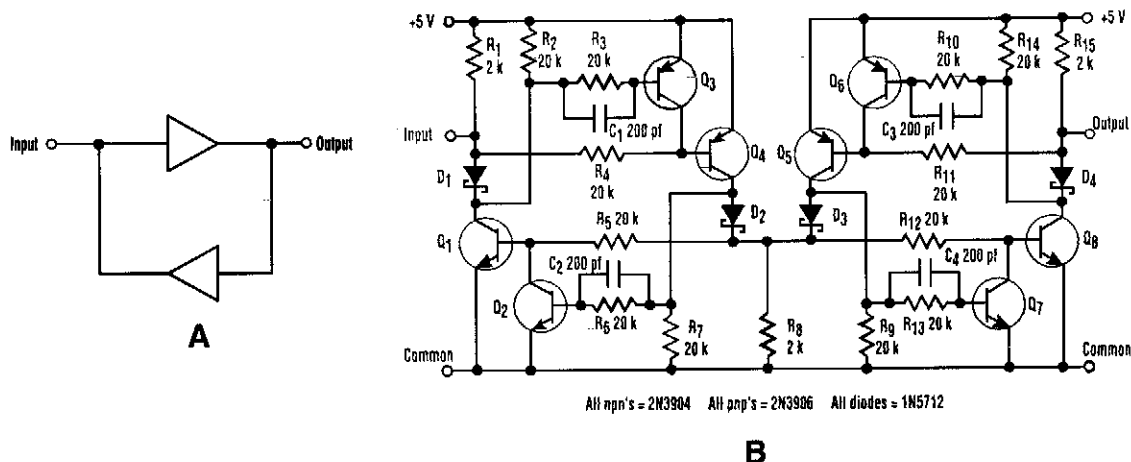 Input
Output
A
+5 V
R1
2 k
R2
20 k
R3
20 k
Q3
C1 200 pf
Input
R4
20 k
Q4
D1
D2
Q1
R5 20 k
C2 200 pf
Q2
R6 20 k
R7
20 k
R8
2 k
Common
+5 V
R10
20 k
R14
20 k
R15
2 k
Q6
C3 200 pf
Output
Q5
R11
20 k
D4
D3
R12 20 k
C4 200 pf
Q8
Q7
R9
20 k
R13 20 k
Common
All npn's = 2N3904 All pnp's = 2N3906 All diodes = 1N5712
B